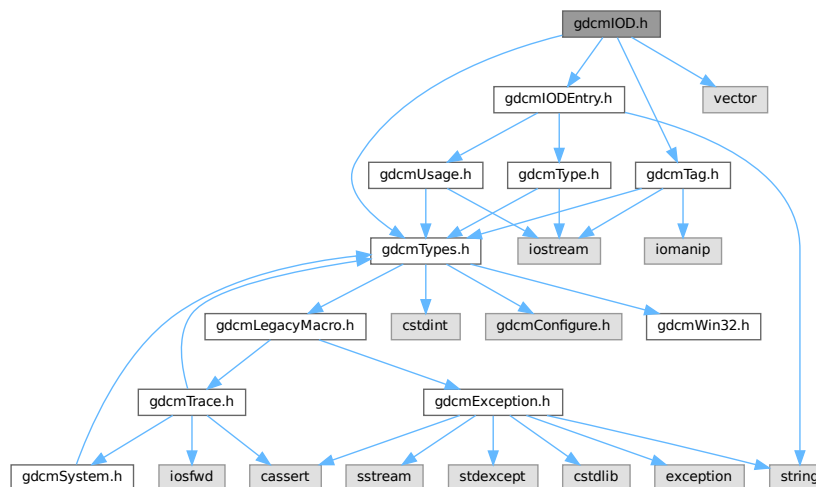 gdcmIOD.h
gdcmIODEntry.h
vector
gdcmUsage.h
gdcmType.h
gdcmTag.h
gdcmTypes.h
iostream
iomanip
gdcmLegacyMacro.h
cstdint
gdcmConfigure.h
gdcmWin32.h
gdcmTrace.h
gdcmException.h
gdcmSystem.h
iosfwd
cassert
sstream
stdexcept
cstdlib
exception
string